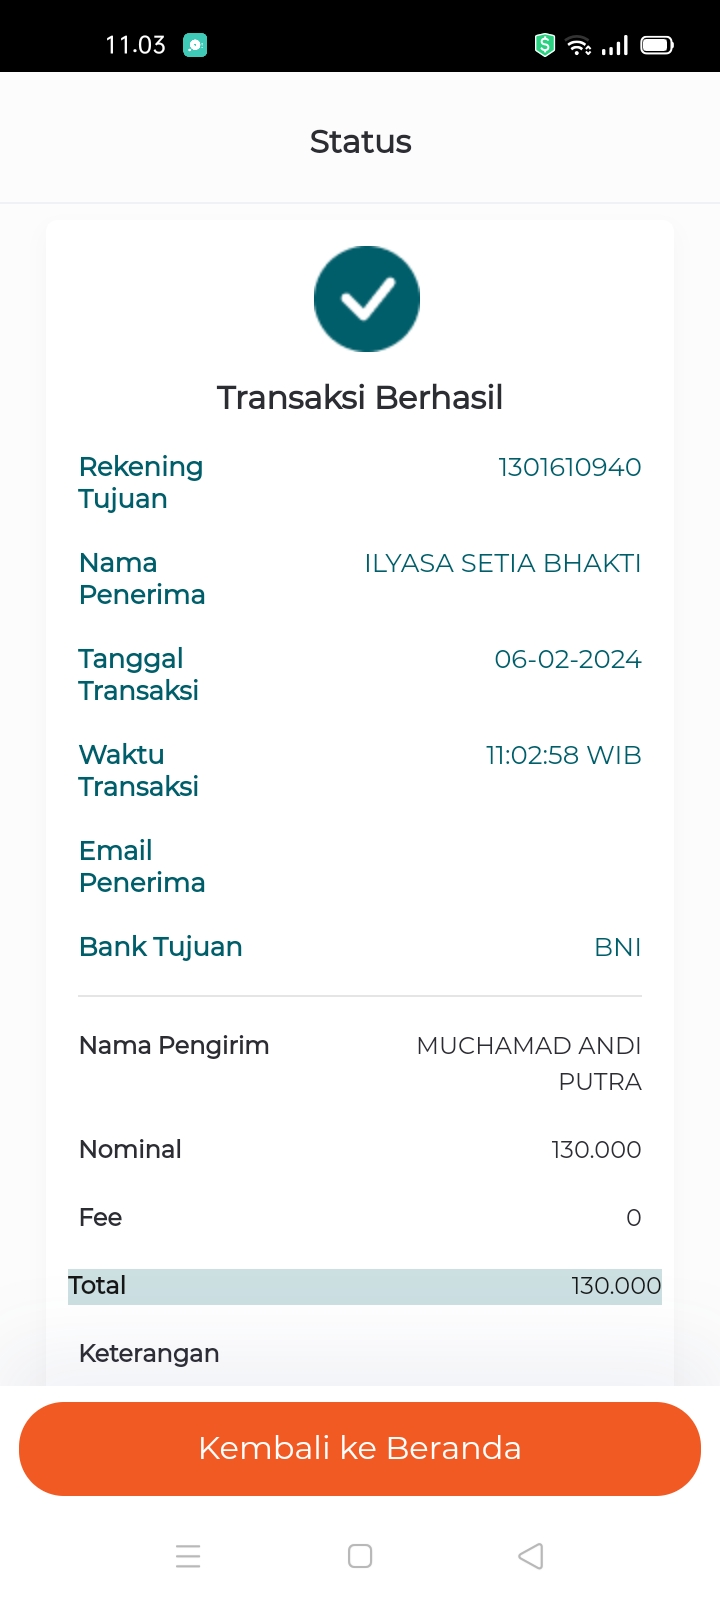 11.03
Status
Transaksi Berhasil
Rekening Tujuan 1301610940
Nama Penerima ILYASA SETIA BHAKTI
Tanggal Transaksi 06-02-2024
Waktu Transaksi 11:02:58 WIB
Email Penerima
Bank Tujuan BNI
Nama Pengirim MUCHAMAD ANDI PUTRA
Nominal 130.000
Fee 0
Total 130.000
Keterangan
Kembali ke Beranda